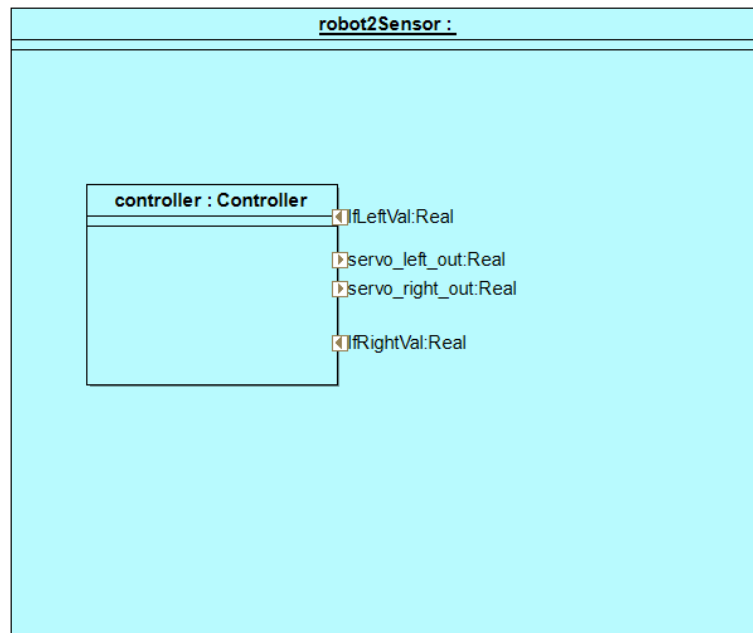 robot2Sensor :
controller : Controller
lfLeftVal:Real
servo_left_out:Real
servo_right_out:Real
lfRightVal:Real